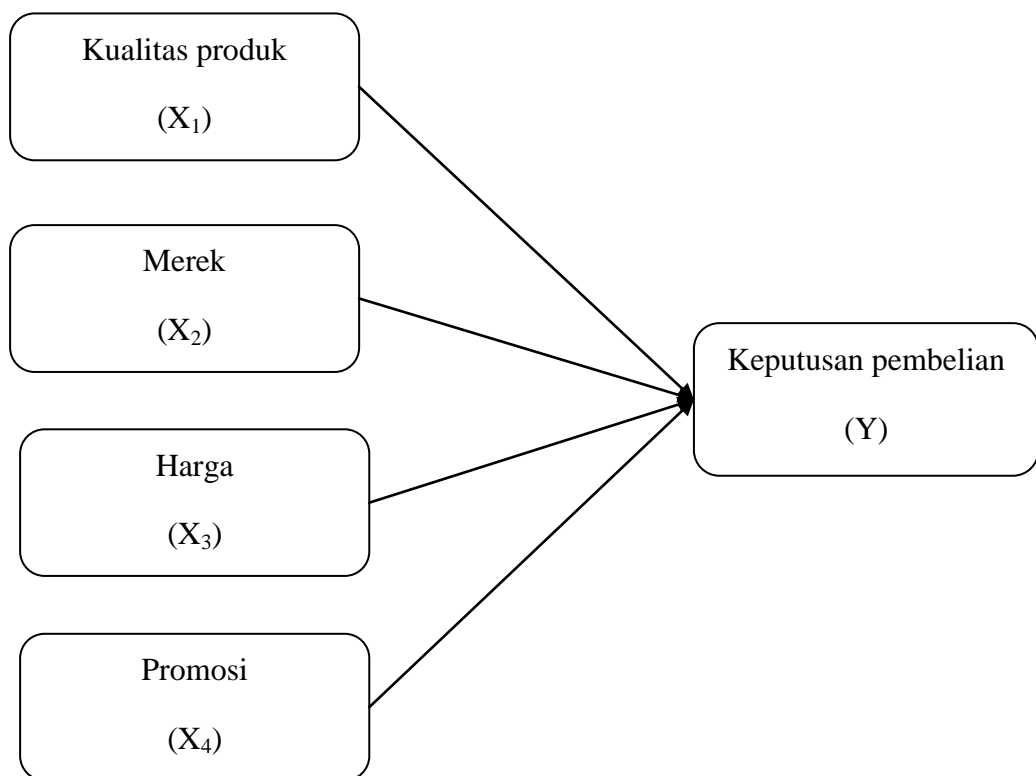 Kualitas produk
(X₁)
Merek
(X₂)
Harga
(X₃)
Promosi
(X₄)
Keputusan pembelian
(Y)